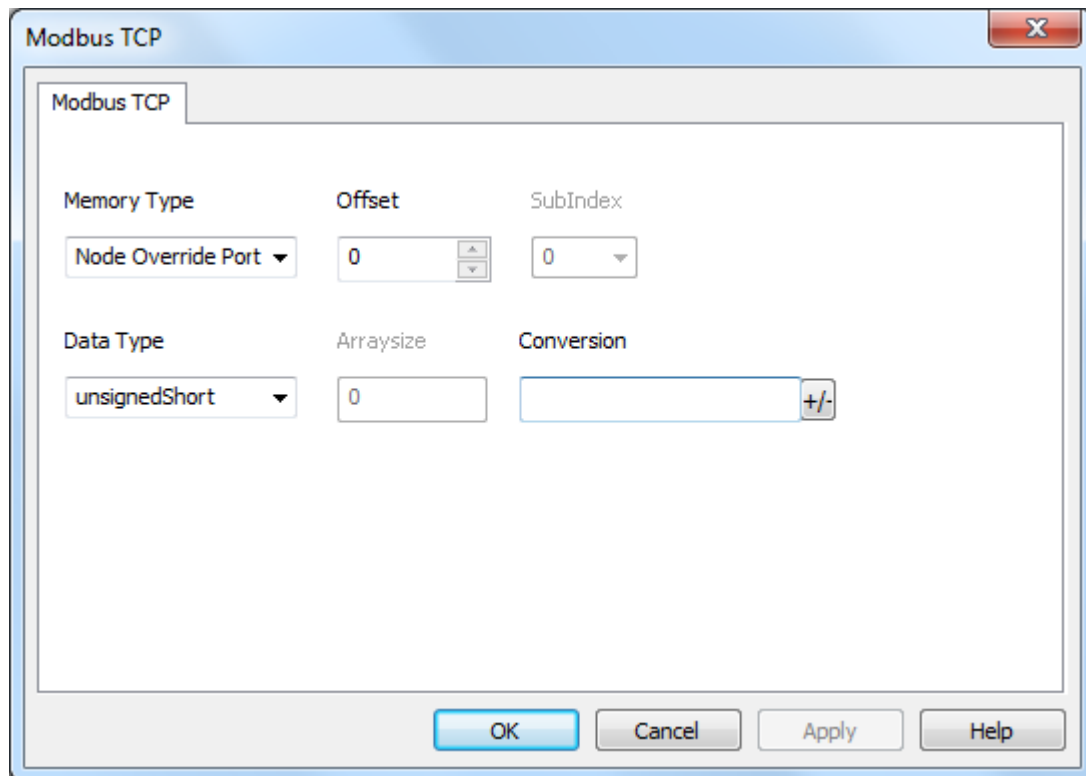 Modbus TCP
x
Modbus TCP
Memory Type Offset SubIndex
Node Override Port 0 0
Data Type Arraysize Conversion
unsignedShort 0 +/-
OK Cancel Apply Help